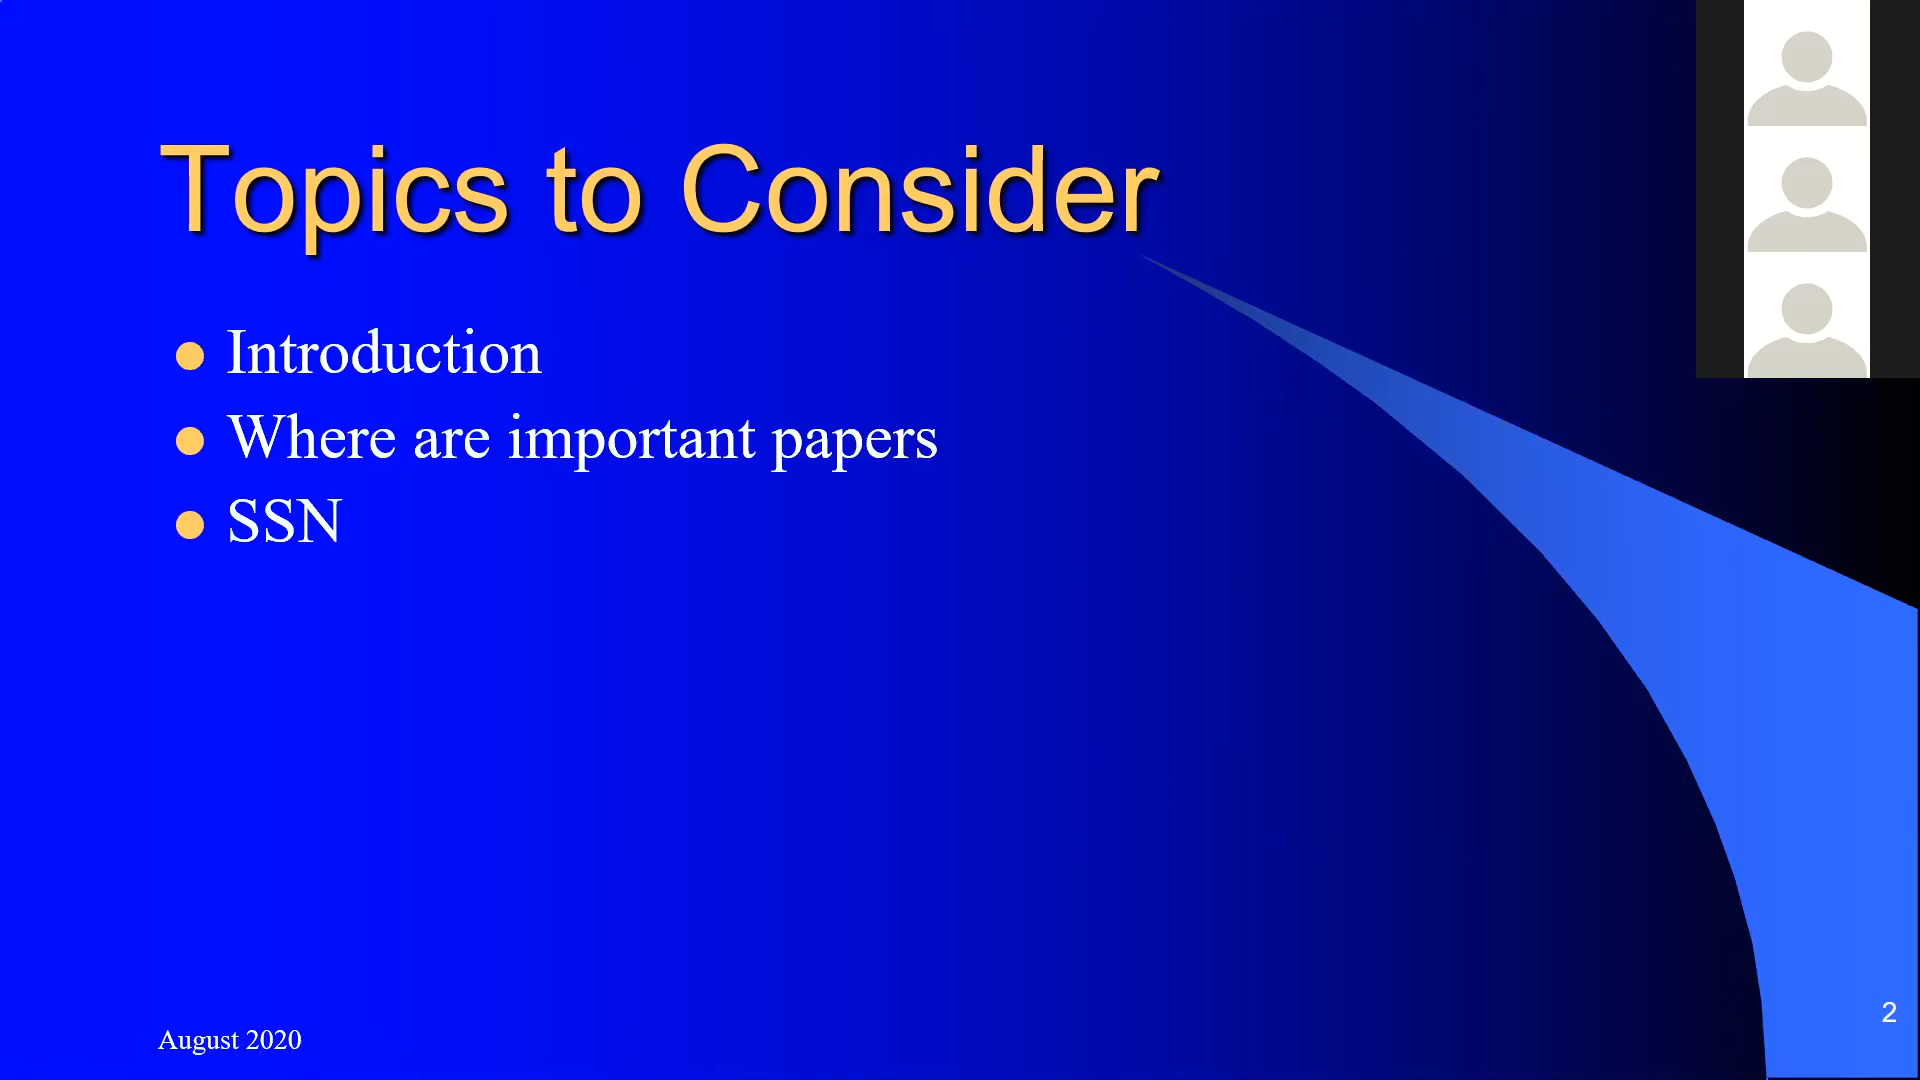 Topics to Consider
Introduction
Where are important papers
SSN
August 2020
2